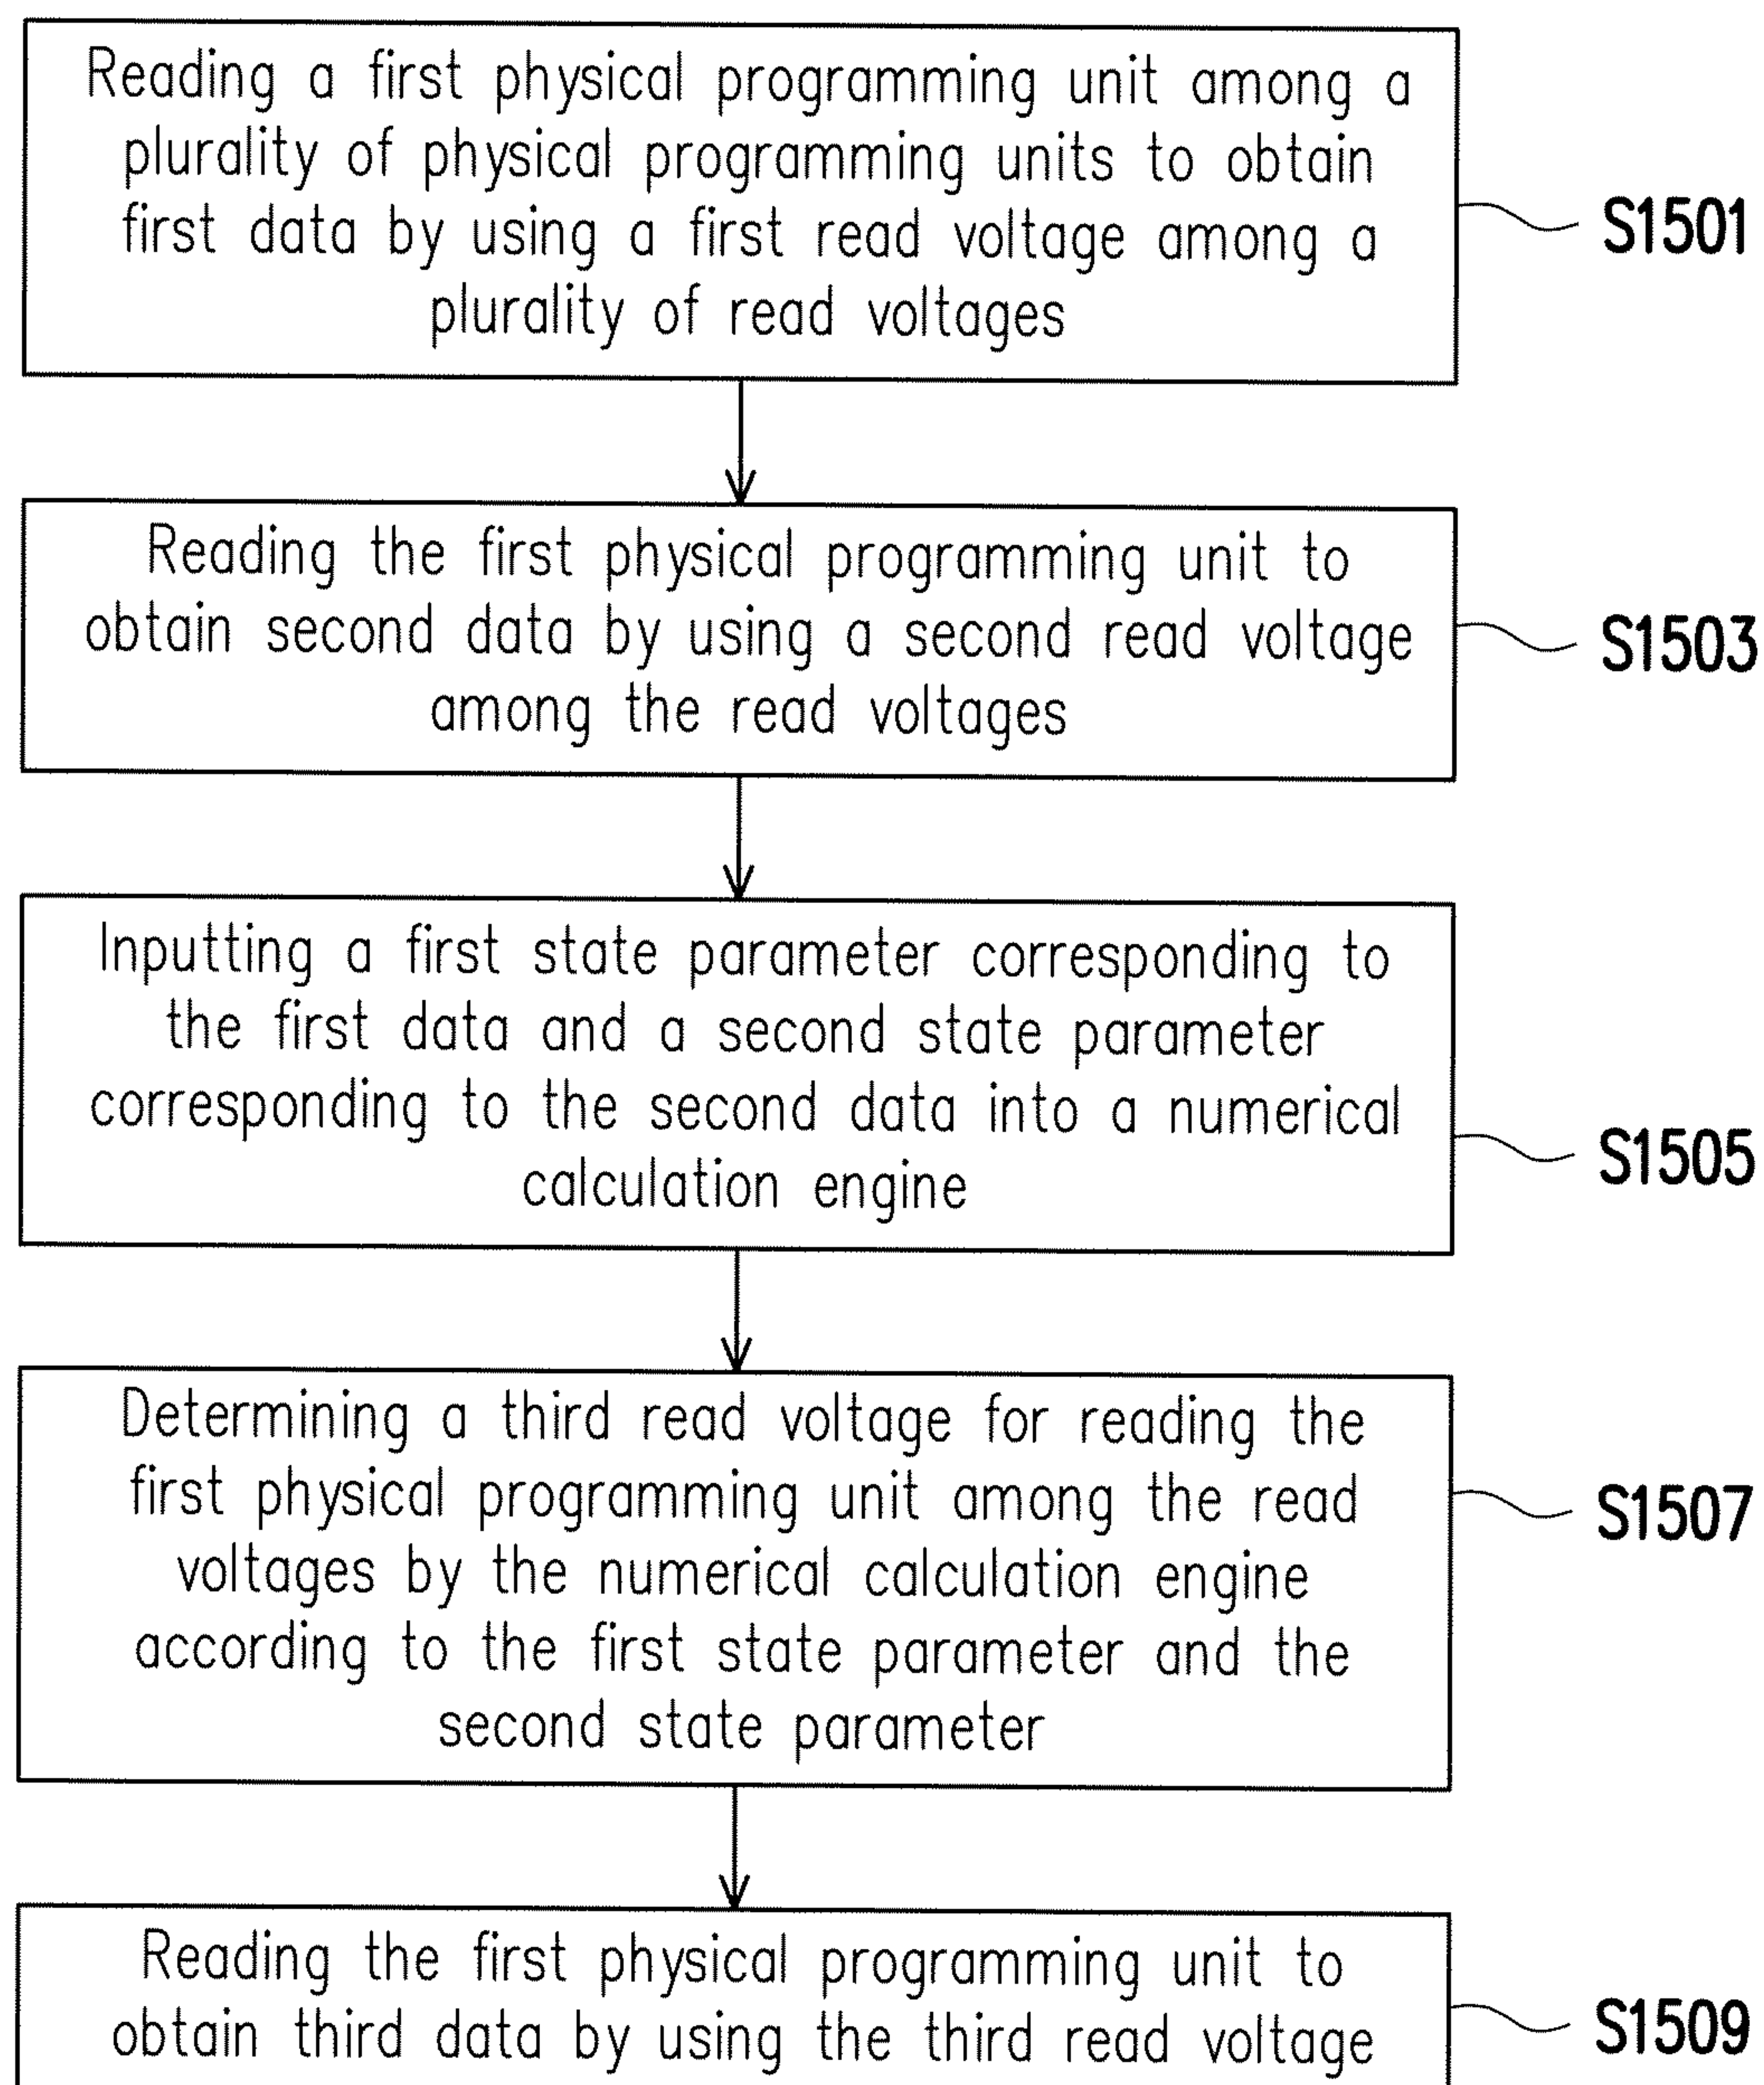 Reading a first physical programming unit among a
plurality of physical programming units to obtain
first data by using a first read voltage among a
plurality of read voltages
S1501
Reading the first physical programming unit to
obtain second data by using a second read voltage
among the read voltages
S1503
Inputting a first state parameter corresponding to
the first data and a second state parameter
corresponding to the second data into a numerical
calculation engine
S1505
Determining a third read voltage for reading the
first physical programming unit among the read
voltages by the numerical calculation engine
according to the first state parameter and the
second state parameter
S1507
Reading the first physical programming unit to
obtain third data by using the third read voltage
S1509